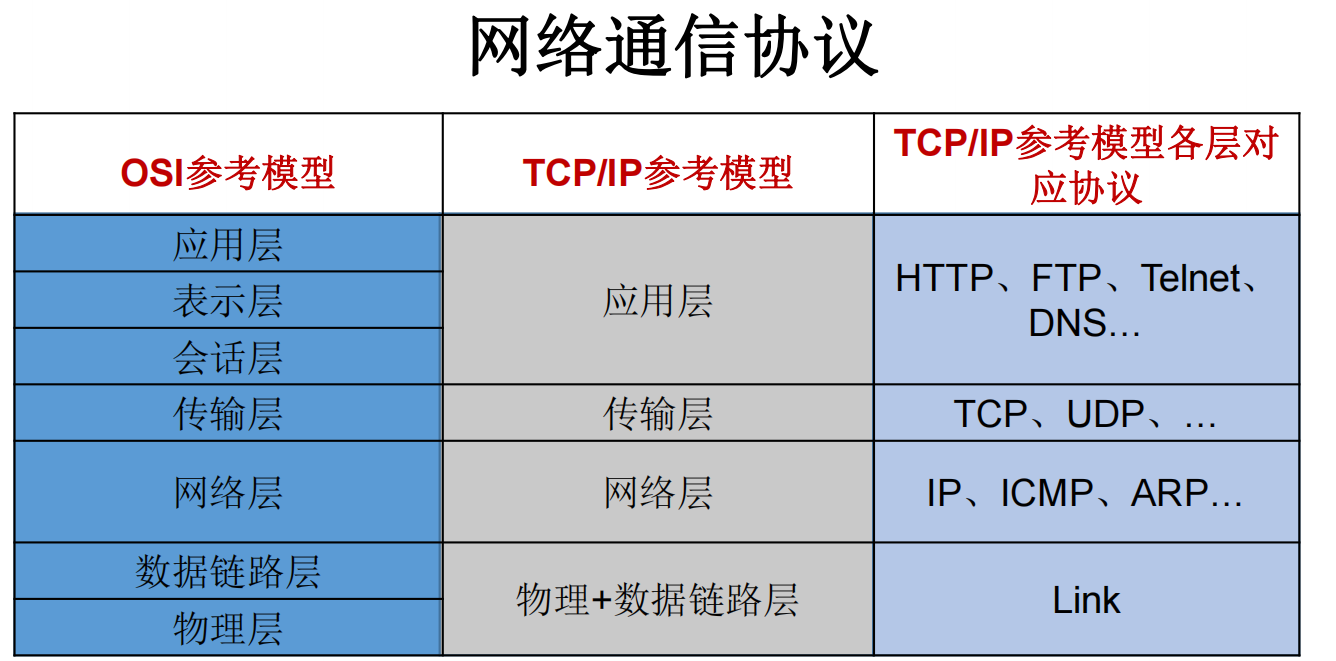 网络通信协议
OSI参考模型
TCP/IP参考模型
TCP/IP参考模型各层对
应协议
应用层
表示层
会话层
应用层
HTTP、FTP、Telnet、
DNS…
传输层
传输层
TCP、UDP、…
网络层
网络层
IP、ICMP、ARP…
数据链路层
物理层
物理+数据链路层
Link